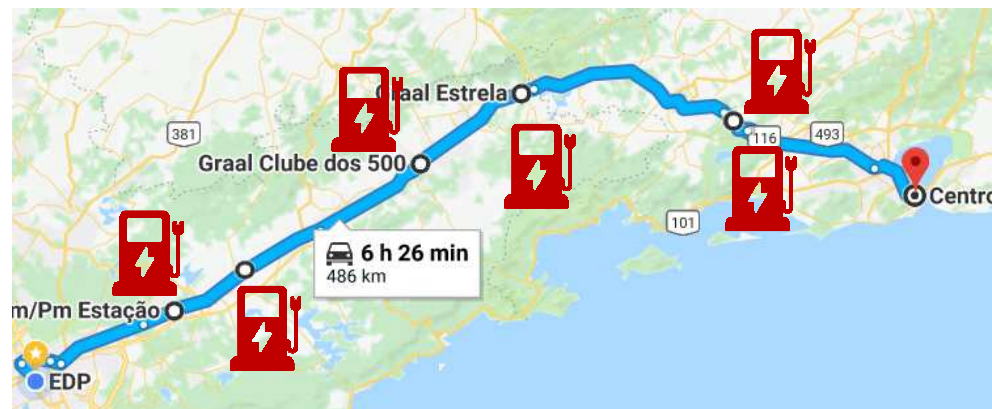 Graal Estrela
381
Graal Clube dos 500
116
493
Centro
101
6 h 26 min
486 km
m/Pm Estação
EDP